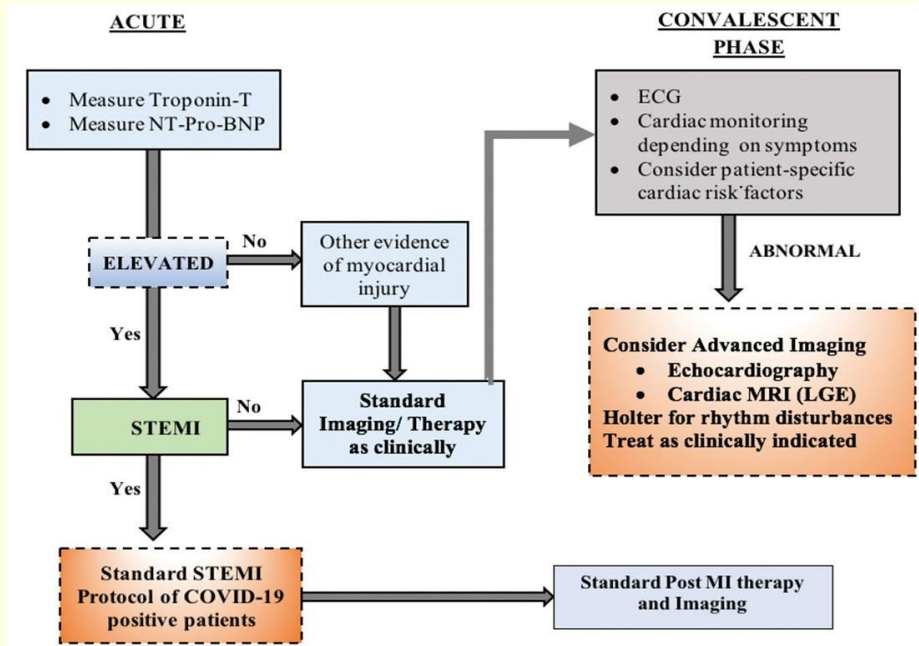 ACUTE
• Measure Troponin-T
• Measure NT-Pro-BNP
ELEVATED
No
Other evidence
of myocardial
injury
Yes
STEMI
No
Standard
Imaging/ Therapy
as clinically
Yes
Standard STEMI
Protocol of COVID-19
positive patients
Standard Post MI therapy
and Imaging
CONVALESCENT
PHASE
• ECG
• Cardiac monitoring
depending on symptoms
• Consider patient-specific
cardiac risk factors
ABNORMAL
Consider Advanced Imaging
• Echocardiography
• Cardiac MRI (LGE)
Holter for rhythm disturbances
Treat as clinically indicated